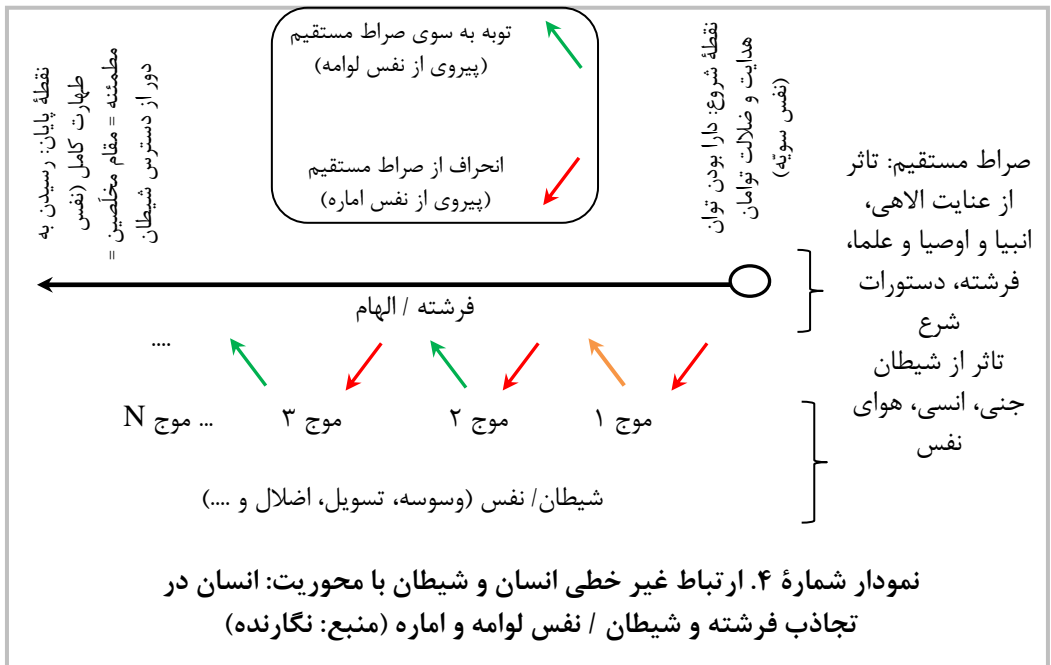 توبه به سوی صراط مستقیم
(پیروی از نفس لوامه)
انحراف از صراط مستقیم
(پیروی از نفس اماره)
نقطۀ شروع: دارا بودن توان
هدایت و ضلالت توامان
(نفس سویّه)
نقطۀ پایان: رسیدن به
طهارت کامل (نفس
مطمئنه = مقام مخلَصین =
دور از دسترس شیطان
صراط مستقیم: تاثر
از عنایت الاهی،
انبیا و اوصیا و علما،
فرشته، دستورات
شرع
تاثر از شیطان
جنی، انسی، هوای
نفس
فرشته / الهام
....
موج ۱
موج ۲
موج ۳
... موج N
شیطان/ نفس (وسوسه، تسویل، اضلال و ....)
نمودار شمارۀ ۴. ارتباط غیر خطی انسان و شیطان با محوریت: انسان در
تجاذب فرشته و شیطان / نفس لوامه و اماره (منبع: نگارنده)